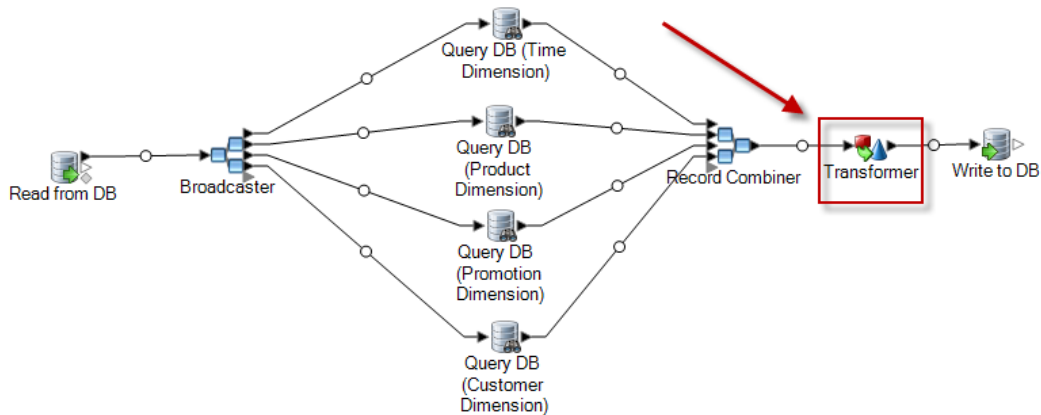 Query DB (Time
Dimension)
Read from DB
Broadcaster
Query DB
(Product
Dimension)
Record Combiner
Transformer
Write to DB
Query DB
(Promotion
Dimension)
Query DB
(Customer
Dimension)